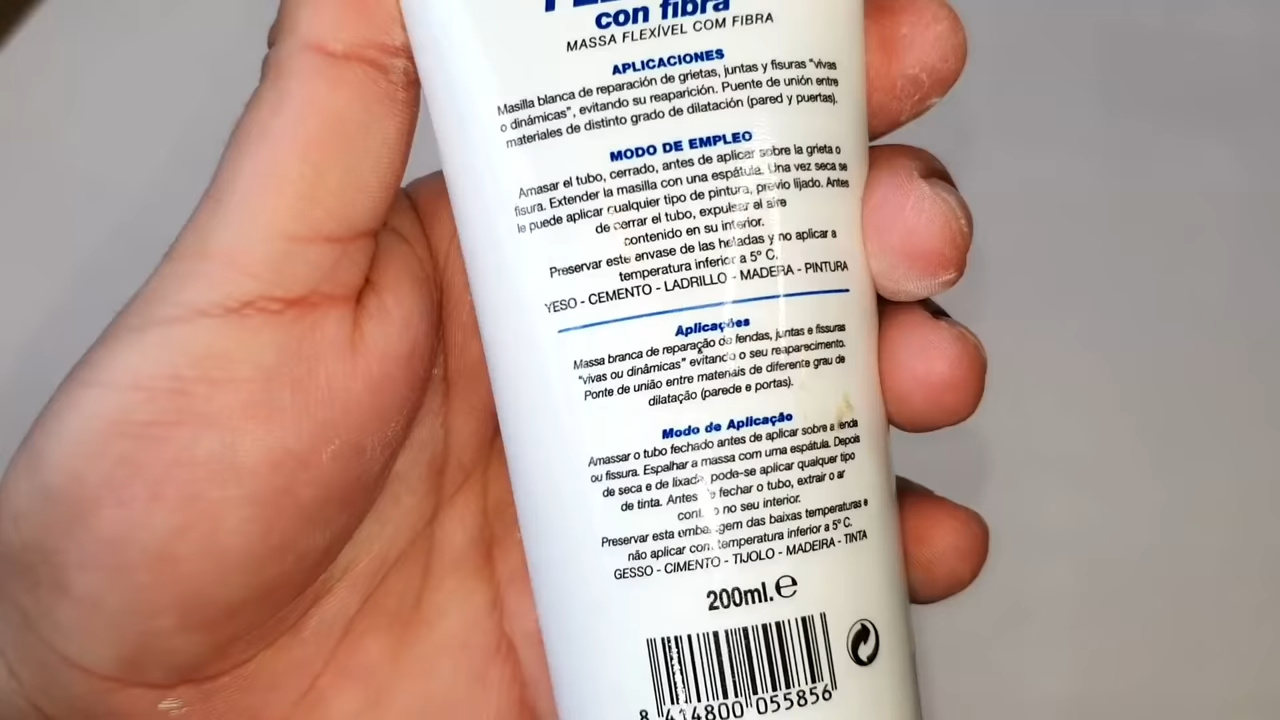 con fibra
MASSA FLEXÍVEL COM FIBRA
APLICACIONES
Masilla blanca de reparación de grietas, juntas y fisuras "vivas
o dinámicas", evitando su reaparición. Puente de unión entre
materiales de distinto grado de dilatación (pared y puertas).
MODO DE EMPLEO
Amasar el tubo, cerrado, antes de aplicar sobre la grieta o
fisura. Extender la masilla con una espátula. Una vez seca se
le puede aplicar cualquier tipo de pintura, previo lijado. Antes
de cerrar el tubo, expulsar el aire
contenido en su interior.
Preservar este envase de las heladas y no aplicar a
temperatura inferior a 5º C.
YESO - CEMENTO - LADRILLO - MADERA - PINTURA
Aplicações
Massa branca de reparação de fendas, juntas e fissuras
"vivas ou dinâmicas" evitando o seu reaparecimento.
Ponte de união entre materiais de diferente grau de
dilatação (parede e portas).
Modo de Aplicação
Amassar o tubo fechado antes de aplicar sobre a fenda
ou fissura. Espalhar a massa com uma espátula. Depois
de seca e de lixada, pode-se aplicar qualquer tipo
de tinta. Antes fechar o tubo, extrair o ar
no seu interior.
Preservar esta embalagem das baixas temperaturas e
não aplicar com temperatura inferior a 5º C.
GESSO - CIMENTO - TIJOLO - MADEIRA - TINTA
200ml.℮
8 414800 055856